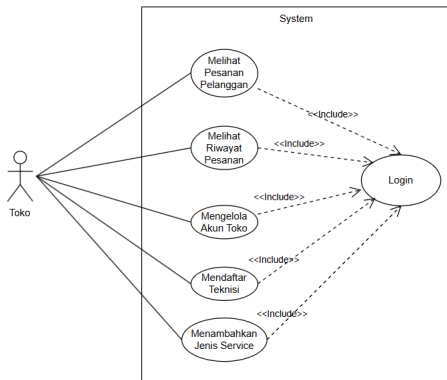 System
Melihat
Pesanan
Pelanggan
<<Include>>
Melihat
Riwayat
Pesanan
<<Include>>
Login
Toko
Mengelola
Akun Toko
<<Include>>
Mendaftar
Teknisi
<<Include>>
Menambahkan
Jenis Service
<<Include>>